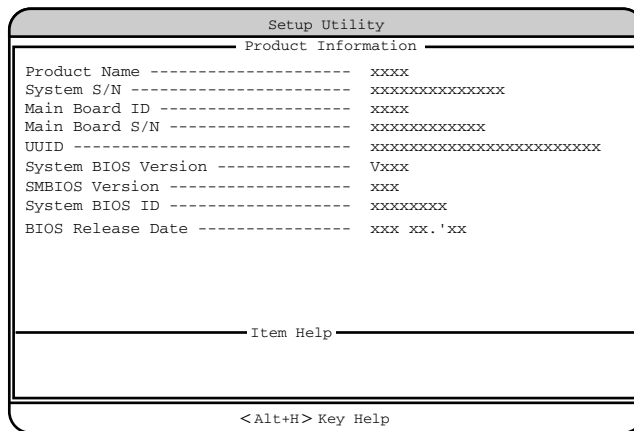 Setup Utility
Product Information
Product Name --------------------- xxxx
System S/N ----------------------- xxxxxxxxxxxxxx
Main Board ID -------------------- xxxx
Main Board S/N ------------------- xxxxxxxxxxxx
UUID ----------------------------- xxxxxxxxxxxxxxxxxxxxxxxx
System BIOS Version -------------- Vxxx
SMBIOS Version ------------------- xxx
System BIOS ID ------------------- xxxxxxxx
BIOS Release Date ---------------- xxx xx.'xx
Item Help
<Alt+H> Key Help